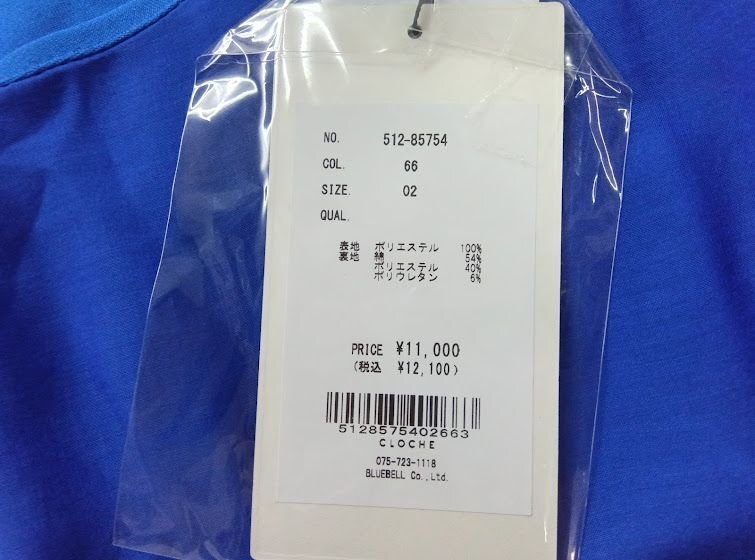 NO. 512-85754
COL. 66
SIZE. 02
QUAL.
表地 ポリエステル 100%
裏地 綿 54%
ポリエステル 40%
ポリウレタン 6%
PRICE ¥11,000
(税込 ¥12,100)
5128575402663
CLOCHE
075-723-1118
BLUEBELL Co.,Ltd.